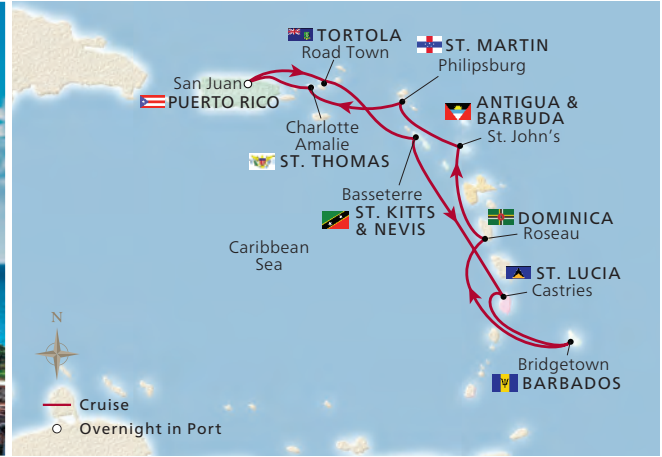 TORTOLA
Road Town
ST. MARTIN
Philipsburg
San Juan
PUERTO RICO
ANTIGUA &
BARBUDA
St. John's
Charlotte
Amalie
ST. THOMAS
Basseterre
ST. KITTS
& NEVIS
DOMINICA
Roseau
Caribbean
Sea
ST. LUCIA
Castries
N
Bridgetown
BARBADOS
Cruise
Overnight in Port